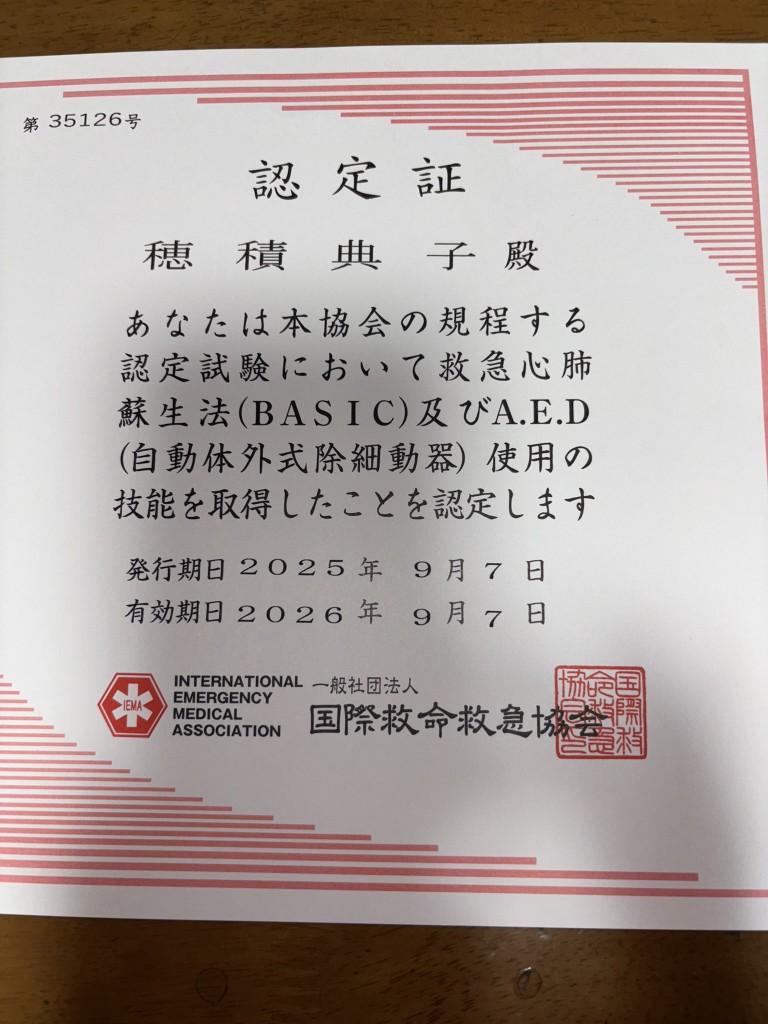 第 35126号
認定証
穂積典子 殿
あなたは本協会の規程する
認定試験において救急心肺
蘇生法(BASIC)及びA.E.D
(自動体外式除細動器) 使用の
技能を取得したことを認定します
発行期日 2025年 9月7日
有効期日 2026年 9月7日
IEMA
INTERNATIONAL
EMERGENCY
MEDICAL
ASSOCIATION
一般社団法人
国際救命救急協会